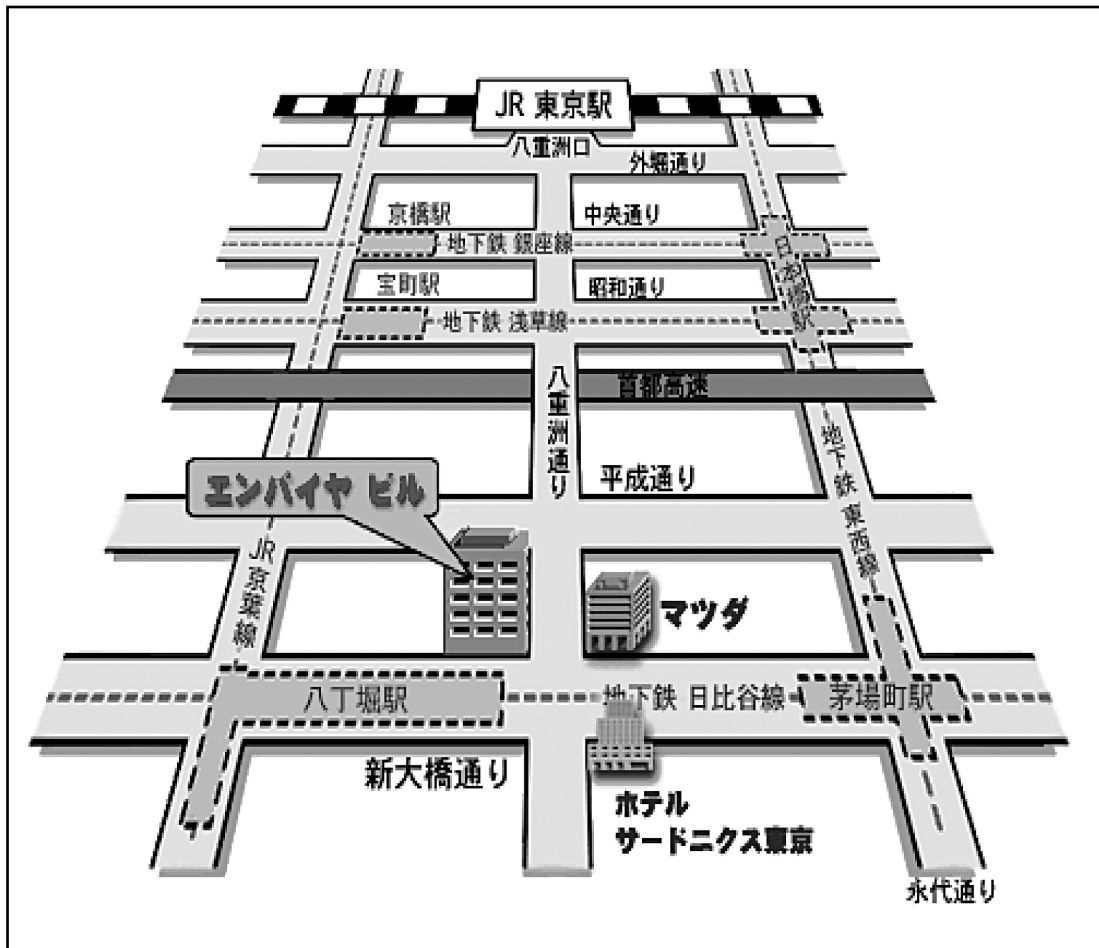 JR 東京駅
八重洲口
外堀通り
京橋駅
中央通り
地下鉄 銀座線
日本橋駅
宝町駅
昭和通り
地下鉄 浅草線
首都高速
八重洲通り
平成通り
エンパイヤ ビル
地下鉄 東西線
JR 京葉線
マツダ
八丁堀駅
地下鉄 日比谷線
茅場町駅
新大橋通り
ホテル
サードニクス東京
永代通り